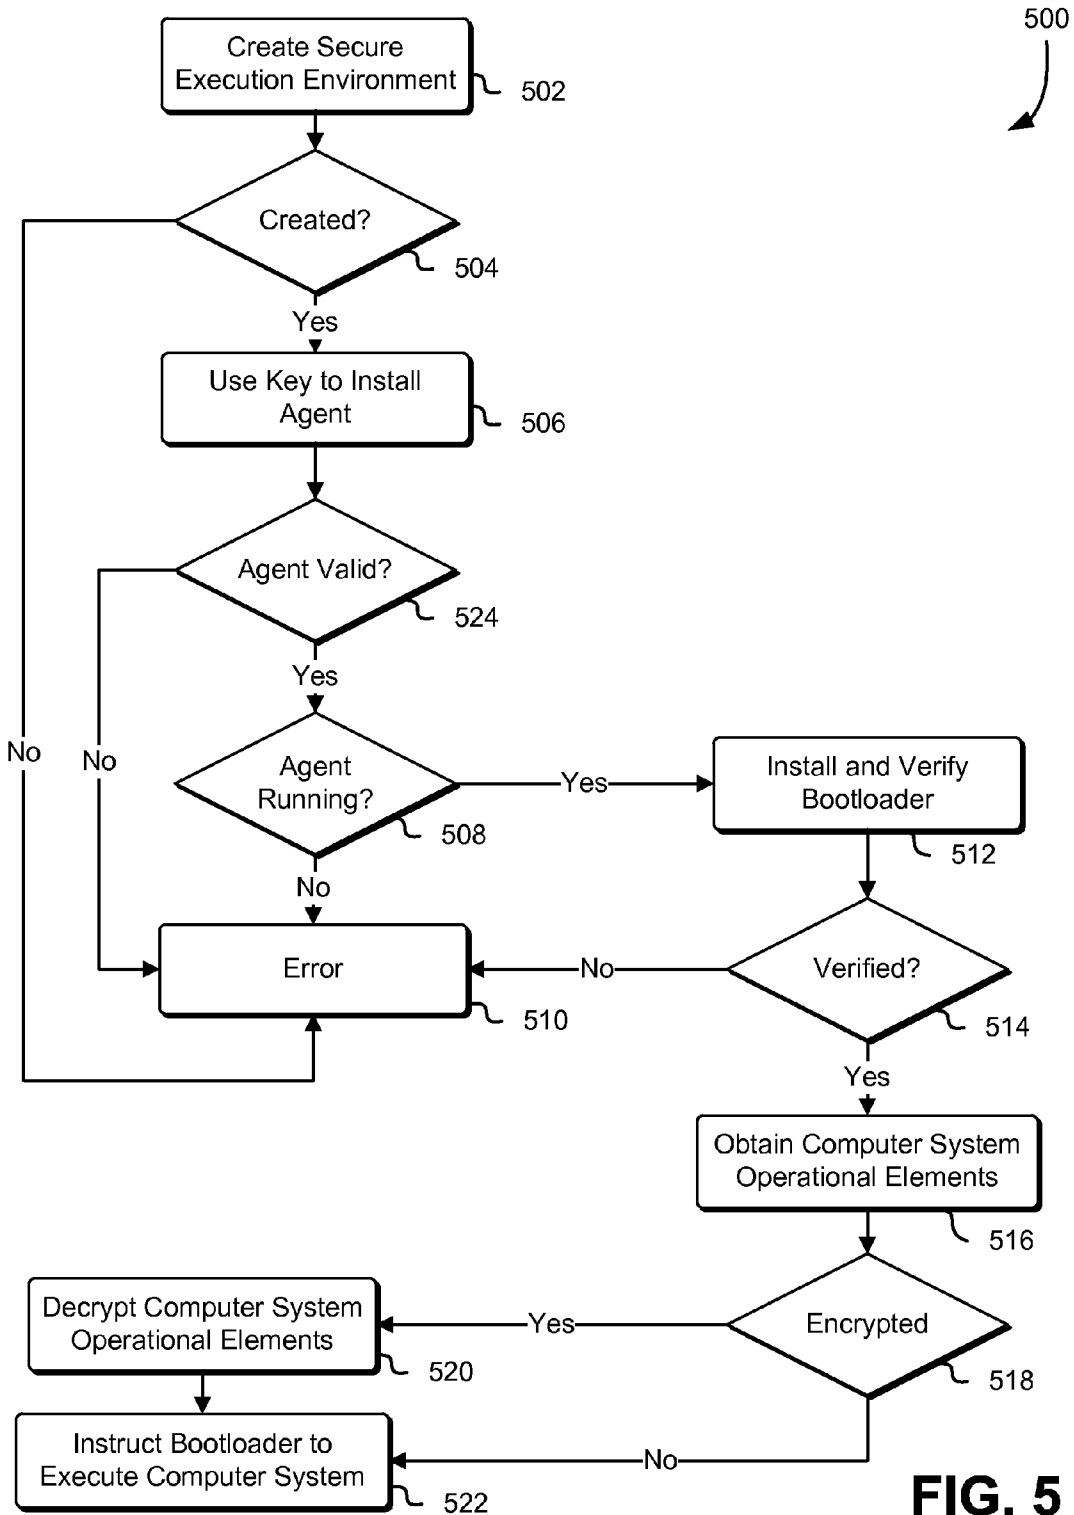 500
Create Secure
Execution Environment
502
Created?
504
Yes
Use Key to Install
Agent
506
Agent Valid?
524
Yes
No
No
Agent
Running?
508
Yes
Install and Verify
Bootloader
512
No
Error
510
No
Verified?
514
Yes
Obtain Computer System
Operational Elements
516
Encrypted
518
Yes
Decrypt Computer System
Operational Elements
520
No
Instruct Bootloader to
Execute Computer System
522
FIG. 5